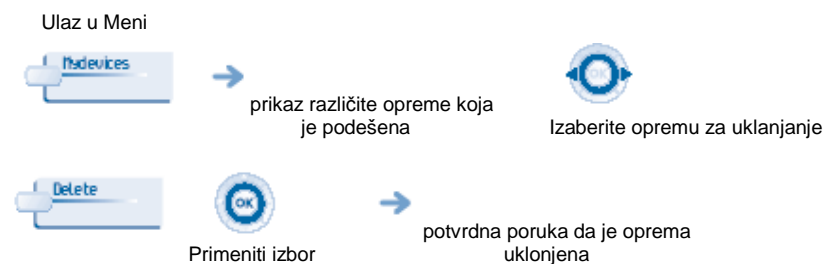 Ulaz u Meni
Mydevices
prikaz različite opreme koja
je podešena
OK
Izaberite opremu za uklanjanje
Delete
OK
Primeniti izbor
potvrdna poruka da je oprema
uklonjena